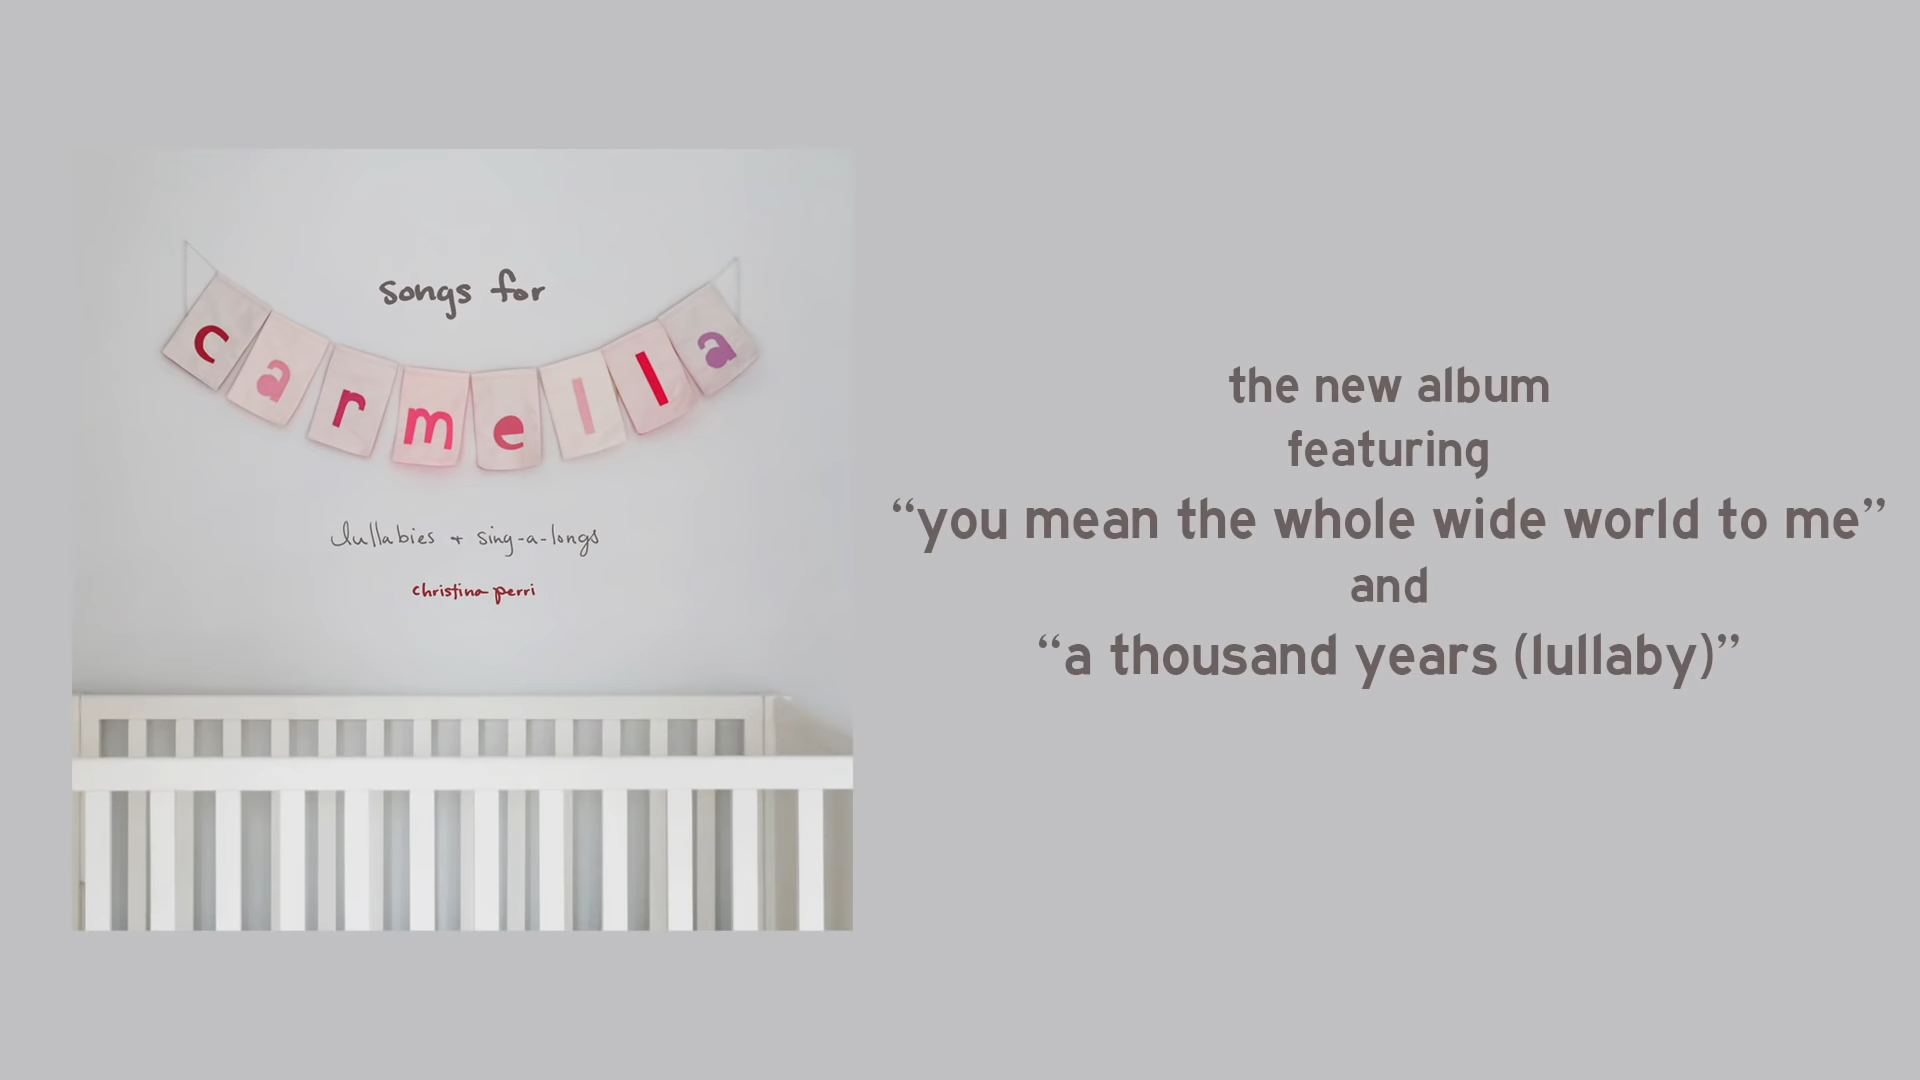 songs for
carmella
lullabies + sing-a-longs
christina perri
the new album
featuring
“you mean the whole wide world to me”
and
“a thousand years (lullaby)”